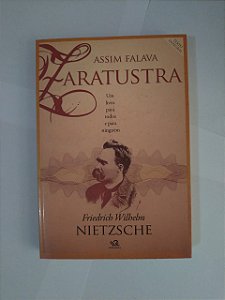 ASSIM FALAVA
ZARATUSTRA
Um
livro
para
todos
e para
ninguém
Friedrich Wilhelm
NIETZSCHE